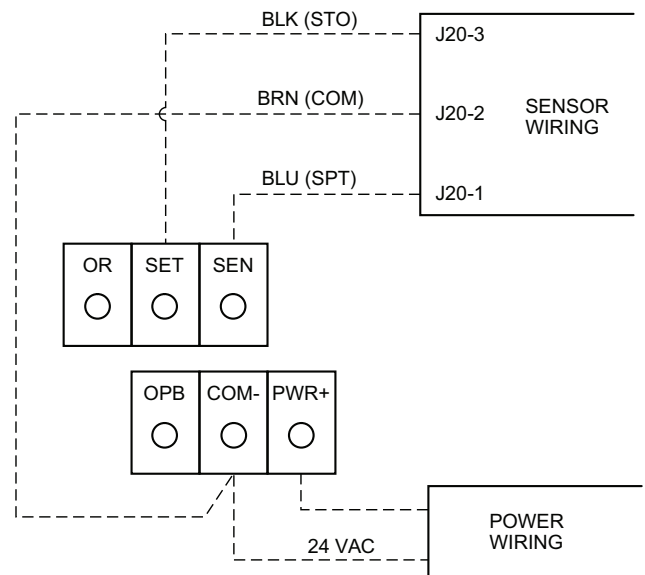 BLK (STO)
J20-3
BRN (COM)
J20-2
SENSOR
WIRING
BLU (SPT)
J20-1
OR
SET
SEN
OPB
COM-
PWR+
POWER
WIRING
24 VAC